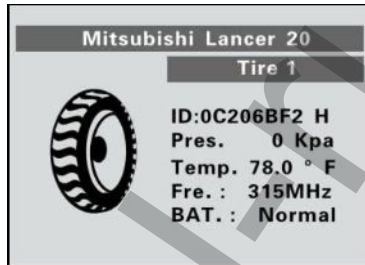 Mitsubishi Lancer 20
Tire 1
ID:0C206BF2 H
Pres. 0 Kpa
Temp. 78.0 ° F
Fre. : 315MHz
BAT. : Normal